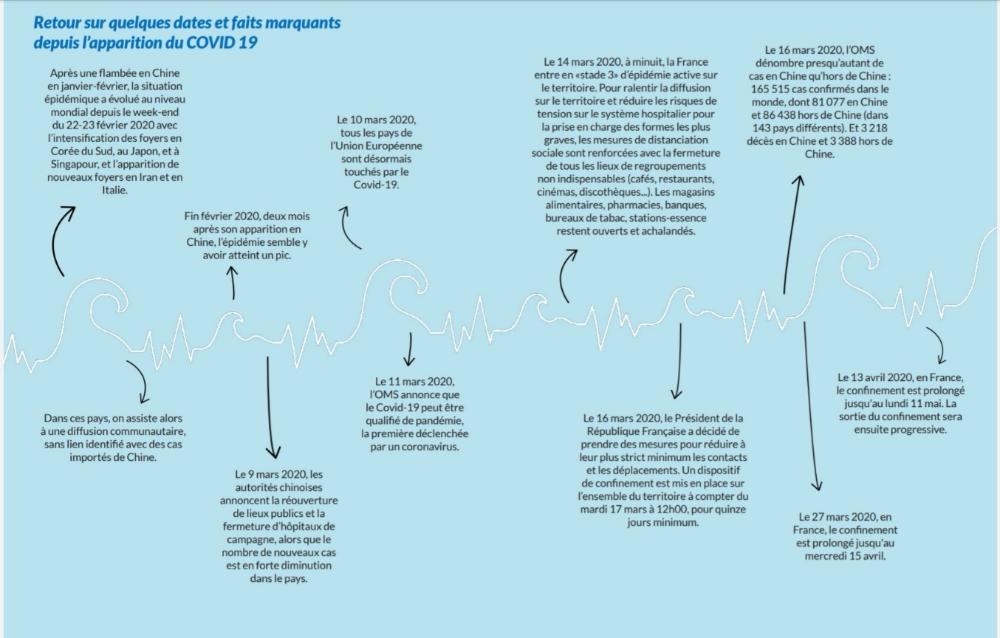 Retour sur quelques dates et faits marquants
depuis l'apparition du COVID 19
Après une flambée en Chine
en janvier-février, la situation
épidémique a évolué au niveau
mondial depuis le week-end
du 22-23 février 2020 avec
l'intensification des foyers en
Corée du Sud, au Japon, et à
Singapour, et l'apparition de
nouveaux foyers en Iran et en
Italie.
Dans ces pays, on assiste alors
à une diffusion communautaire,
sans lien identifié avec des cas
importés de Chine.
Fin février 2020, deux mois
après son apparition en
Chine, l'épidémie semble y
avoir atteint un pic.
Le 9 mars 2020, les
autorités chinoises
annoncent la réouverture
de lieux publics et la
fermeture d'hôpitaux de
campagne, alors que le
nombre de nouveaux cas
est en forte diminution
dans le pays.
Le 10 mars 2020,
tous les pays de
l'Union Européenne
sont désormais
touchés par le
Covid-19.
Le 11 mars 2020,
l'OMS annonce que
le Covid-19 peut être
qualifié de pandémie,
la première déclenchée
par un coronavirus.
Le 14 mars 2020, à minuit, la France
entre en «stade 3» d'épidémie active sur
le territoire. Pour ralentir la diffusion
sur le territoire et réduire les risques de
tension sur le système hospitalier pour
la prise en charge des formes les plus
graves, les mesures de distanciation
sociale sont renforcées avec la fermeture
de tous les lieux de regroupements
non indispensables (cafés, restaurants,
cinémas, discothèques...). Les magasins
alimentaires, pharmacies, banques,
bureaux de tabac, stations-essence
restent ouverts et achalandés.
Le 16 mars 2020, le Président de la
République Française a décidé de
prendre des mesures pour réduire à
leur plus strict minimum les contacts
et les déplacements. Un dispositif
de confinement est mis en place sur
l'ensemble du territoire à compter du
mardi 17 mars à 12h00, pour quinze
jours minimum.
Le 16 mars 2020, l'OMS
dénombre presqu'autant de
cas en Chine qu'hors de Chine :
165 515 cas confirmés dans le
monde, dont 81 077 en Chine
et 86 438 hors de Chine (dans
143 pays différents). Et 3 218
décès en Chine et 3 388 hors de
Chine.
Le 27 mars 2020, en
France, le confinement
est prolongé jusqu'au
mercredi 15 avril.
Le 13 avril 2020, en France,
le confinement est prolongé
jusqu'au lundi 11 mai. La
sortie du confinement sera
ensuite progressive.